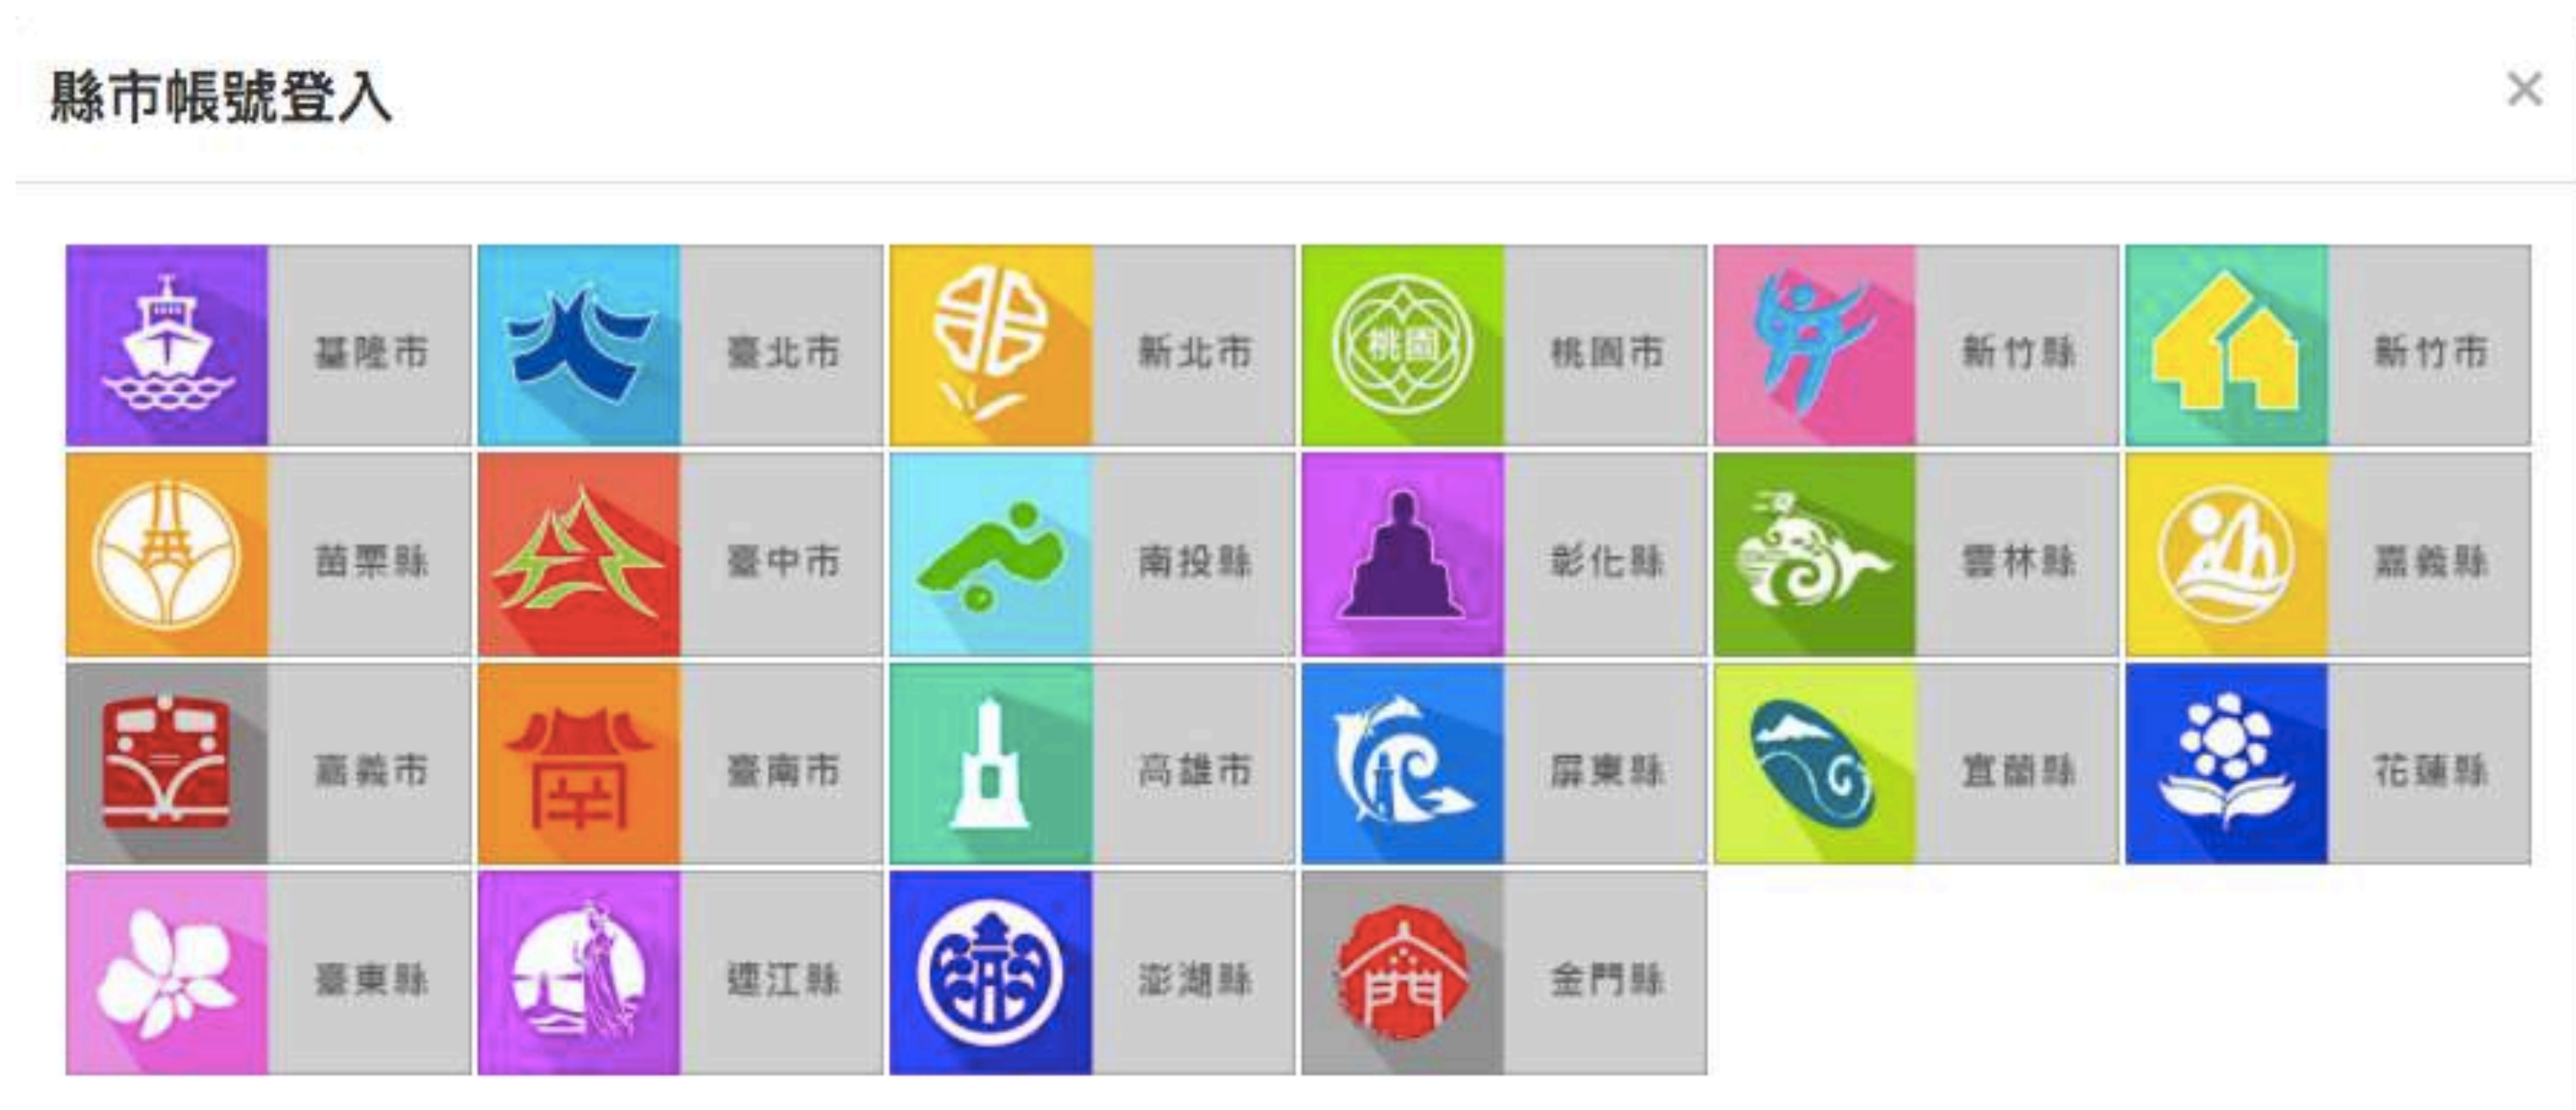 縣市帳號登入
基隆市
臺北市
新北市
桃園
桃園市
新竹縣
新竹市
苗栗縣
臺中市
南投縣
彰化縣
雲林縣
嘉義縣
嘉義市
臺南市
高雄市
屏東縣
宜蘭縣
花蓮縣
臺東縣
連江縣
澎湖縣
金門縣